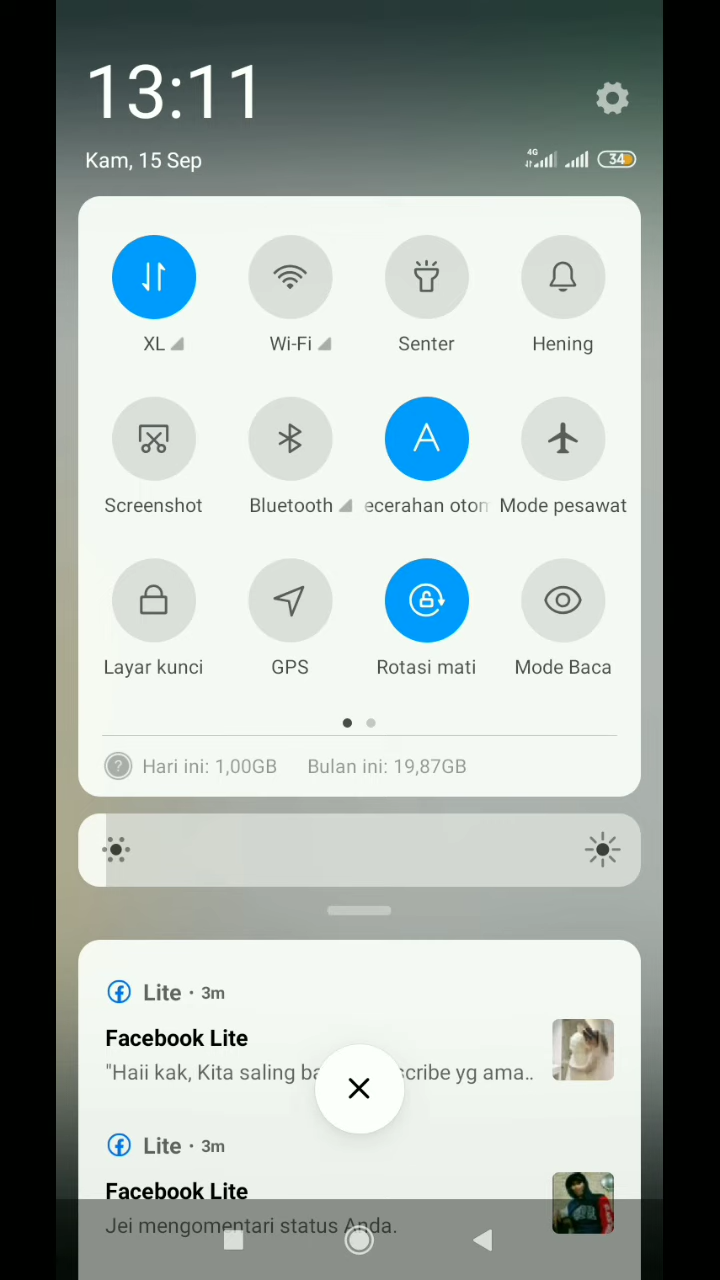 13:11
Kam, 15 Sep
4G
34
XL
Wi-Fi
Senter
Hening
Screenshot
Bluetooth
ecerahan oton
Mode pesawat
Layar kunci
GPS
Rotasi mati
Mode Baca
? Hari ini: 1,00GB Bulan ini: 19,87GB
Lite · 3m
Facebook Lite
"Haii kak, Kita saling ba cribe yg ama..
Lite · 3m
Facebook Lite
Jei mengomentari status Anda.